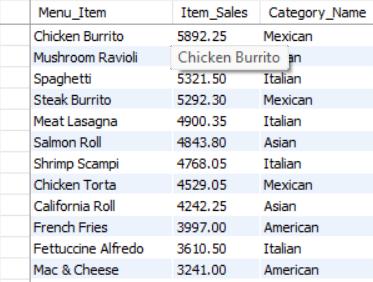 Menu_Item Item_Sales Category_Name
Chicken Burrito 5892.25 Mexican
Mushroom Ravioli Chicken Burrito
Spaghetti 5321.50 Italian
Steak Burrito 5292.30 Mexican
Meat Lasagna 4900.35 Italian
Salmon Roll 4843.80 Asian
Shrimp Scampi 4768.05 Italian
Chicken Torta 4529.05 Mexican
California Roll 4242.25 Asian
French Fries 3997.00 American
Fettuccine Alfredo 3610.50 Italian
Mac & Cheese 3241.00 American